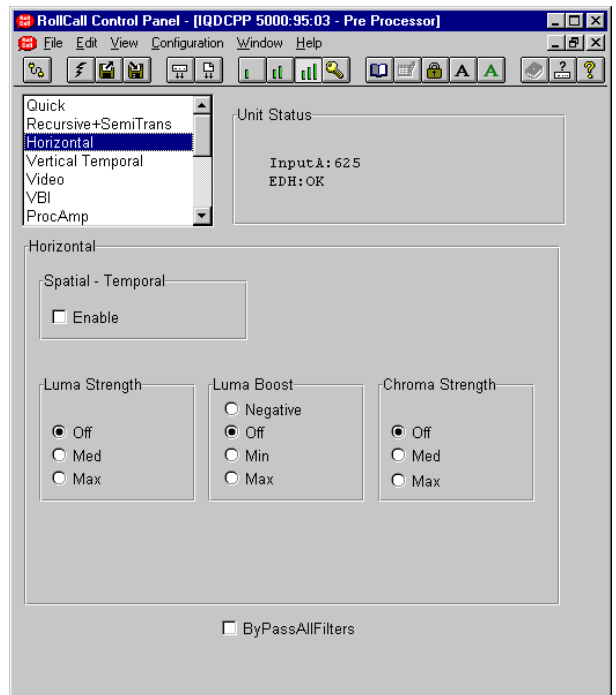 RollCall Control Panel - [IQDCPP 5000:95:03 - Pre Processor]
File Edit View Configuration Window Help
A A ? ?
Quick
Recursive+SemiTrans
Horizontal
Vertical Temporal
Video
VBI
ProcAmp
Unit Status
InputA:625
EDH:OK
Horizontal
Spatial - Temporal
Enable
Luma Strength
Off
Med
Max
Luma Boost
Negative
Off
Min
Max
Chroma Strength
Off
Med
Max
ByPassAllFilters